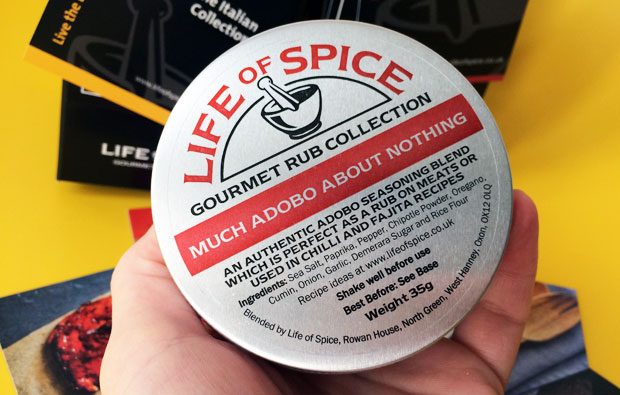 Live the
e Italian
Collection
LIFE
GOURMET
LIFE OF SPICE
GOURMET RUB COLLECTION
MUCH ADOBO ABOUT NOTHING
AN AUTHENTIC ADOBO SEASONING BLEND
WHICH IS PERFECT AS A RUB ON MEATS OR
USED IN CHILLI AND FAJITA RECIPES
Ingredients: Sea Salt, Paprika, Pepper, Chipotle Powder, Oregano,
Cumin, Onion, Garlic, Demerara Sugar and Rice Flour
Recipe ideas at www.lifeofspice.co.uk
Shake well before use
Best Before: See Base
Weight 35g
Blended by Life of Spice, Rowan House, North Green, West Hanney, Oxon, OX12 0LQ